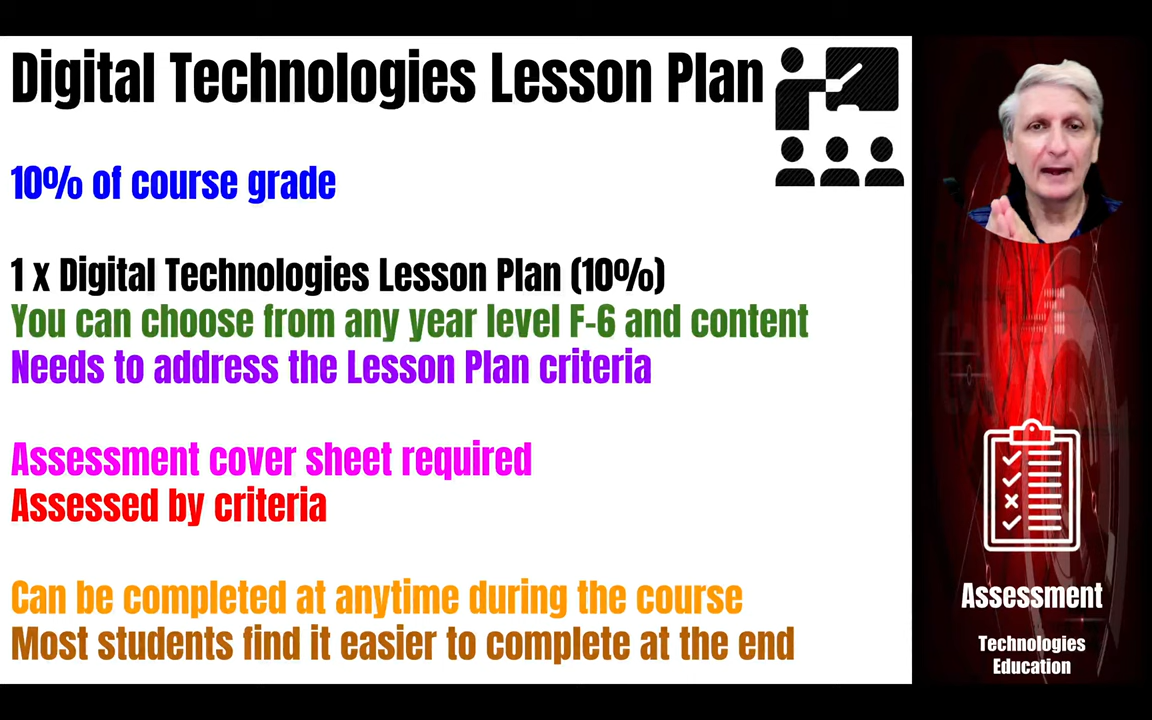 Digital Technologies Lesson Plan
10% of course grade
1 x Digital Technologies Lesson Plan (10%)
You can choose from any year level F-6 and content
Needs to address the Lesson Plan criteria
Assessment cover sheet required
Assessed by criteria
Can be completed at anytime during the course
Most students find it easier to complete at the end
Assessment
Technologies
Education